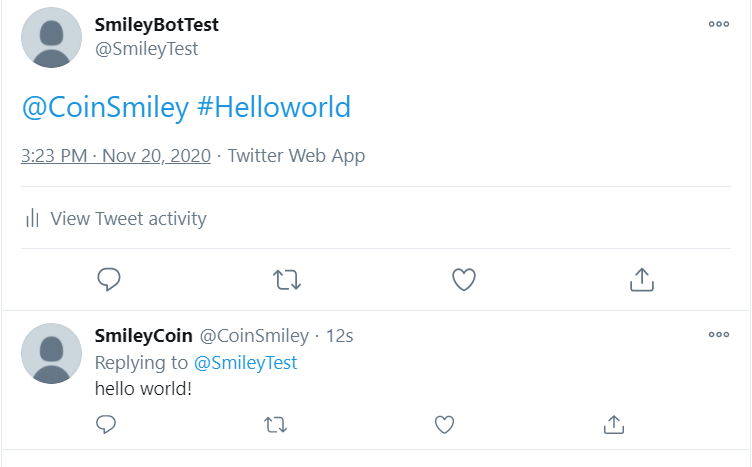 SmileyBotTest
@SmileyTest
@CoinSmiley #Helloworld
3:23 PM · Nov 20, 2020 · Twitter Web App
View Tweet activity
SmileyCoin @CoinSmiley · 12s
Replying to @SmileyTest
hello world!